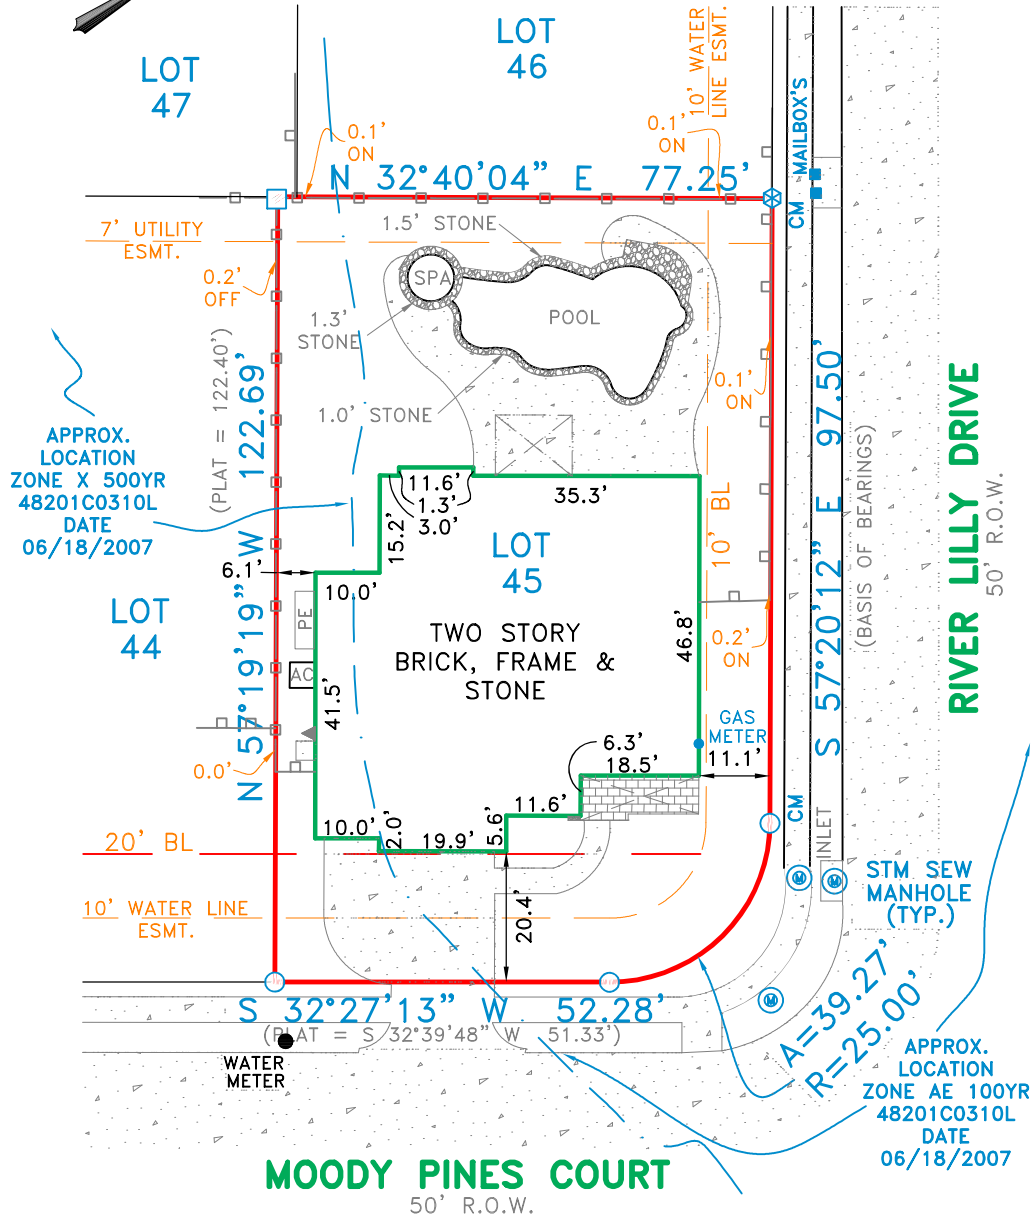 LOT
46
LOT
47
10' WATER
LINE ESMT.
MAILBOX'S
CM
CM
0.1'
ON
0.1'
ON
N 32°40'04" E 77.25'
7' UTILITY
ESMT.
1.5' STONE
0.2'
OFF
SPA
POOL
1.3'
STONE
(PLAT = 122.40')
N 57°19'19" W 122.69'
1.0' STONE
0.1'
ON
S 57°20'12" E 97.50'
(BASIS OF BEARINGS)
RIVER LILLY DRIVE
50' R.O.W.
APPROX.
LOCATION
ZONE X 500YR
48201C0310L
DATE
06/18/2007
11.6'
1.3'
3.0'
35.3'
15.2'
10' BL
LOT
45
6.1'
10.0'
LOT
44
PE
AC
TWO STORY
BRICK, FRAME &
STONE
46.8'
0.2'
ON
41.5'
GAS
METER
6.3'
18.5'
11.1'
0.0'
11.6'
CM
10.0'
2.0'
19.9'
5.6'
20' BL
INLET
STM SEW
MANHOLE
(TYP.)
M
M
M
10' WATER LINE
ESMT.
20.4'
A=39.27'
R=25.00'
S 32°27'13" W 52.28'
(PLAT = S 32°39'48" W 51.33')
WATER
METER
APPROX.
LOCATION
ZONE AE 100YR
48201C0310L
DATE
06/18/2007
MOODY PINES COURT
50' R.O.W.